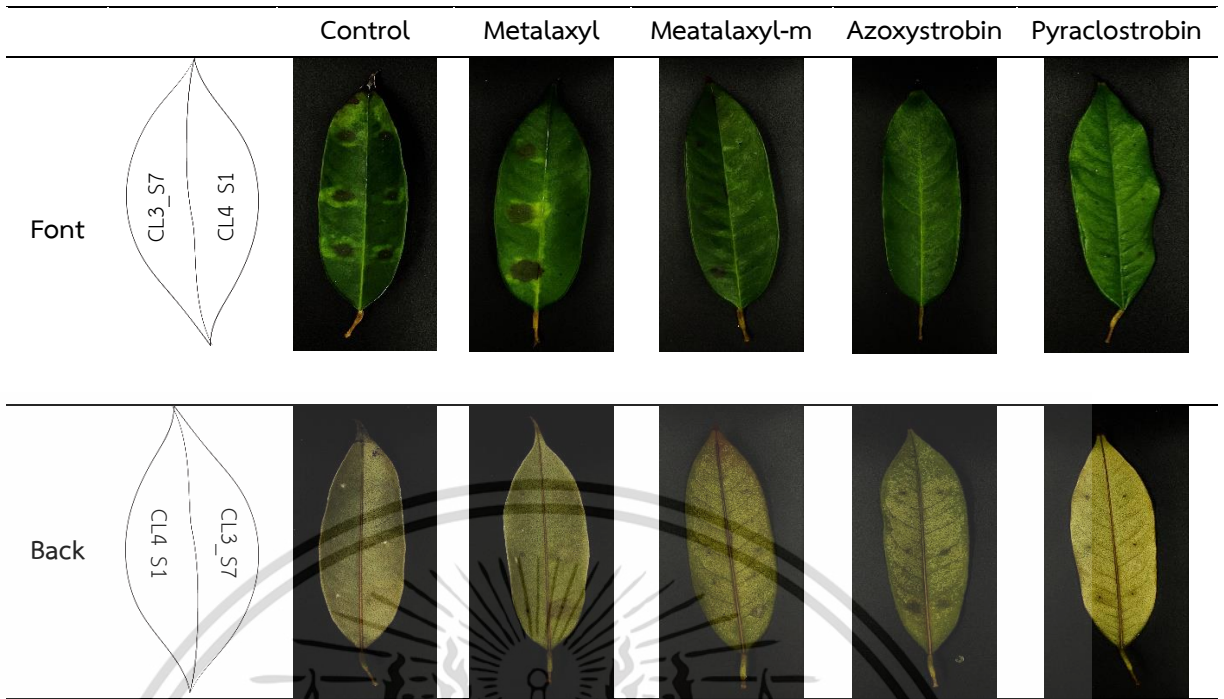 Control Metalaxyl Meatalaxyl-m Azoxystrobin Pyraclostrobin
Font
CL3_S7
CL4 S1
Back
CL4 S1
CL3_S7